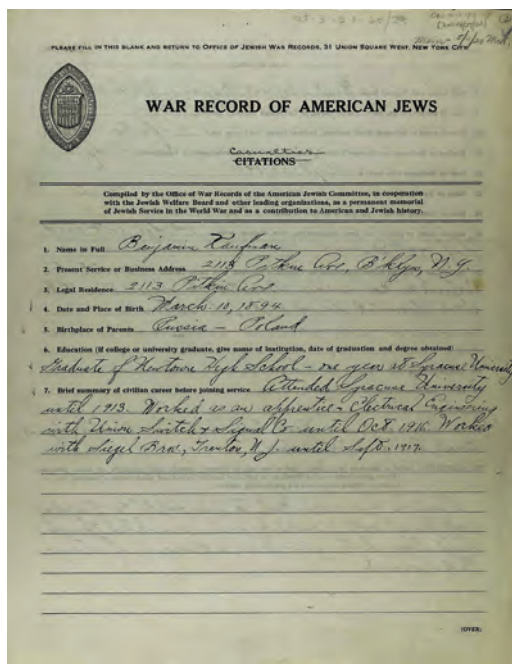 PLEASE FILL IN THIS BLANK AND RETURN TO OFFICE OF JEWISH WAR RECORDS, 31 UNION SQUARE WEST, NEW YORK CITY
WAR RECORD OF AMERICAN JEWS
Casualties
CITATIONS
Compiled by the Office of War Records of the American Jewish Committee, in cooperation
with the Jewish Welfare Board and other leading organizations, as a permanent memorial
of Jewish Service in the World War and as a contribution to American and Jewish history.
1. Name in Full Benjamin Kaufman
2. Present Service or Business Address 2113 Pitkin Ave, B'klyn, N.Y.
3. Legal Residence 2113 Pitkin Ave.
4. Date and Place of Birth March 10, 1894
5. Birthplace of Parents Russia - Poland
6. Education (if college or university graduate, give name of institution, date of graduation and degree obtained)
Graduate of Newtown High School - one year at Syracuse University
7. Brief summary of civilian career before joining service Attended Syracuse University
until 1913. Worked as an apprentice - Electrical Engineering
with Union Switch & Signal Co. until Oct. 1916. Worked
with Siegel Bros, Trenton, N.J. until Sept. 1917.
(OVER)